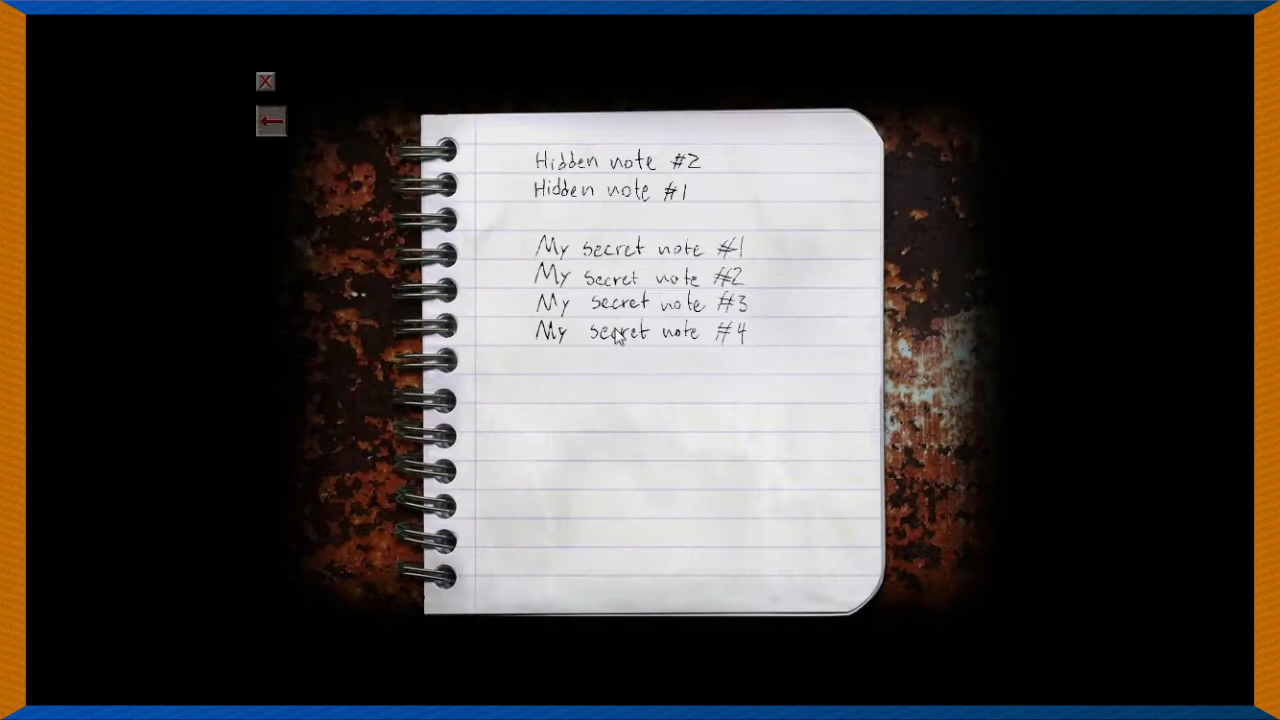 Hidden note #2
Hidden note #1
My secret note #1
My secret note #2
My secret note #3
My secret note #4